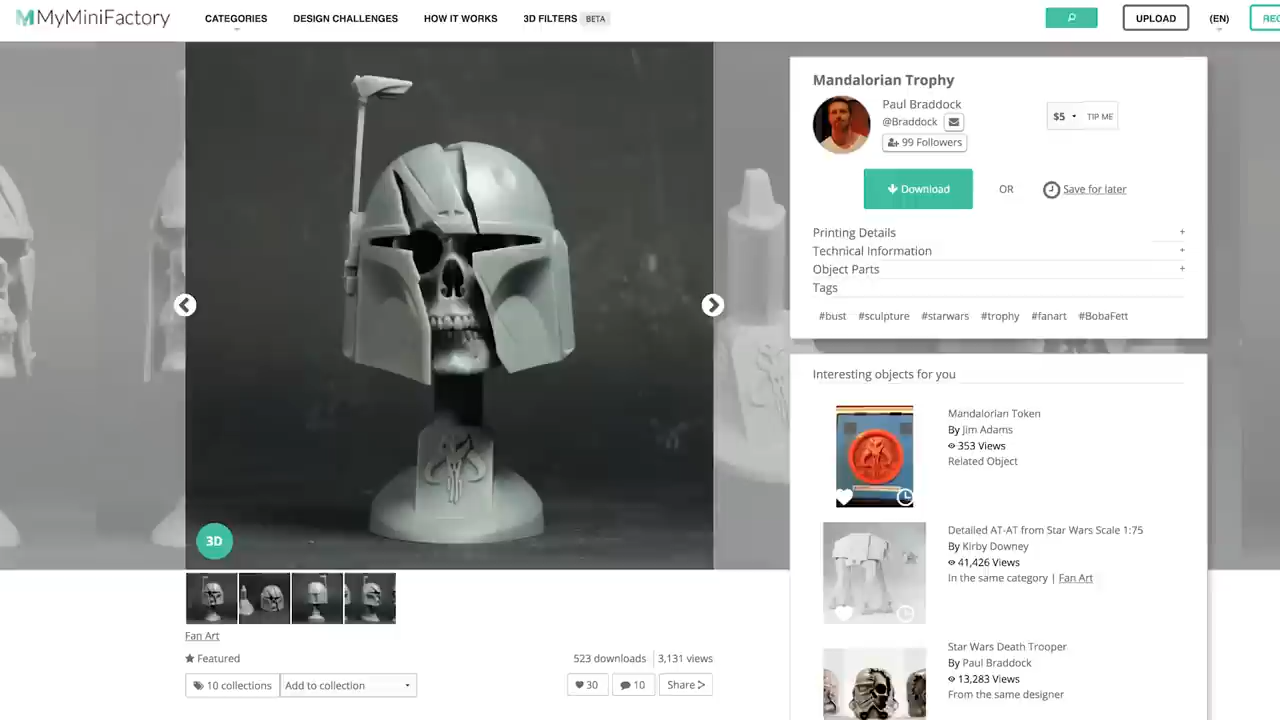 MyMiniFactory
CATEGORIES DESIGN CHALLENGES HOW IT WORKS 3D FILTERS BETA
UPLOAD (EN) REG
Mandalorian Trophy
Paul Braddock
@Braddock
99 Followers
$5 TIP ME
Download OR Save for later
Printing Details +
Technical Information +
Object Parts +
Tags
#bust #sculpture #starwars #trophy #fanart #BobaFett
Interesting objects for you
Mandalorian Token
By Jim Adams
353 Views
Related Object
Detailed AT-AT from Star Wars Scale 1:75
By Kirby Downey
41,426 Views
In the same category | Fan Art
Star Wars Death Trooper
By Paul Braddock
13,283 Views
From the same designer
3D
Fan Art
Featured 523 downloads 3,131 views
10 collections Add to collection 30 10 Share